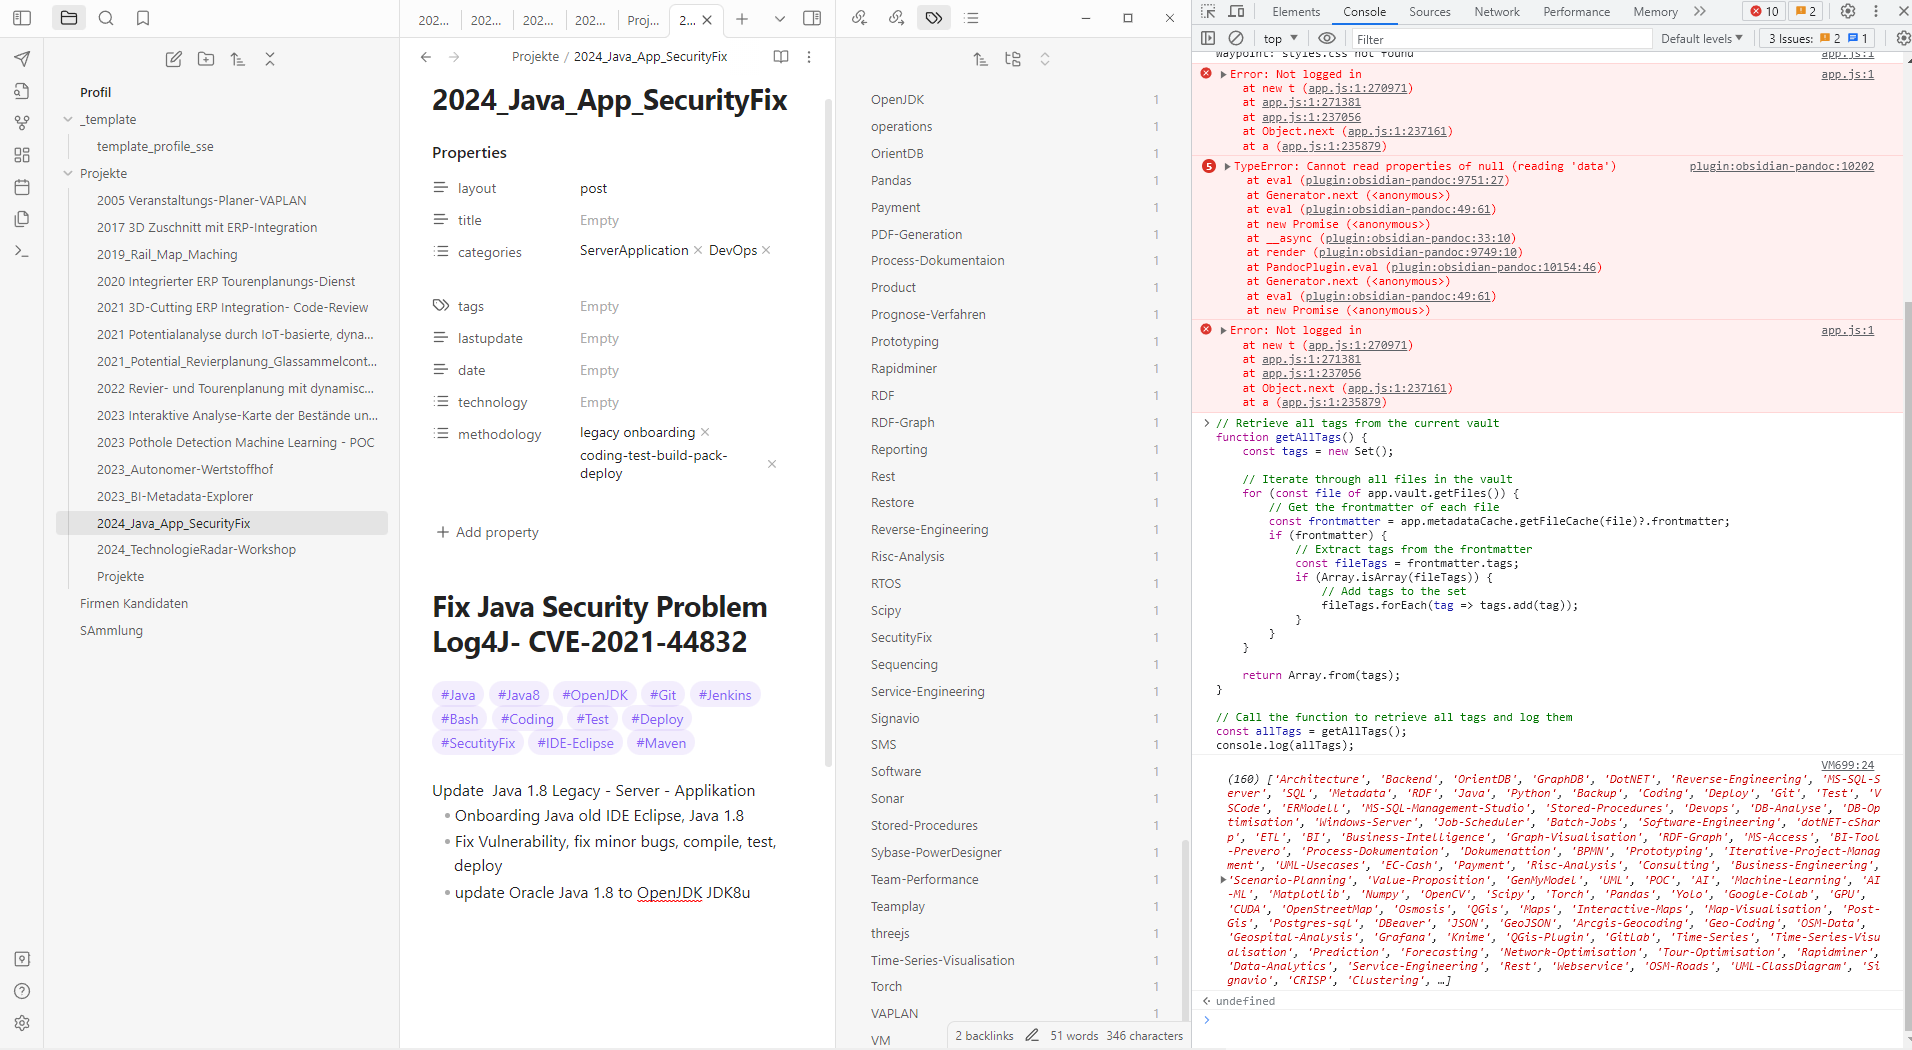 Profil
_template
template_profile_sse
Projekte
2005 Veranstaltungs-Planer-VAPLAN
2017 3D Zuschnitt mit ERP-Integration
2019_Rail_Map_Maching
2020 Integrierter ERP Tourenplanungs-Dienst
2021 3D-Cutting ERP Integration- Code-Review
2021 Potentialanalyse durch IoT-basierte, dyna...
2021_Potential_Revierplanung_Glassammelcont...
2022 Revier- und Tourenplanung mit dynamisc...
2023 Interaktive Analyse-Karte der Bestände un...
2023 Pothole Detection Machine Learning - POC
2023_Autonomer-Wertstoffhof
2023_BI-Metadata-Explorer
2024_Java_App_SecurityFix
2024_TechnologieRadar-Workshop
Projekte
Firmen Kandidaten
SAmmlung
202... 202... 202... 202... Proj... 2...
Projekte / 2024_Java_App_SecurityFix
2024_Java_App_SecurityFix
Properties
layout post
title Empty
categories ServerApplication × DevOps ×
tags Empty
lastupdate Empty
date Empty
technology Empty
methodology legacy onboarding ×
coding-test-build-pack-
deploy ×
+ Add property
Fix Java Security Problem
Log4J- CVE-2021-44832
#Java #Java8 #OpenJDK #Git #Jenkins
#Bash #Coding #Test #Deploy
#SecutityFix #IDE-Eclipse #Maven
Update  Java 1.8 Legacy - Server - Applikation
• Onboarding Java old IDE Eclipse, Java 1.8
• Fix Vulnerability, fix minor bugs, compile, test,
deploy
• update Oracle Java 1.8 to OpenJDK JDK8u
OpenJDK 1
operations 1
OrientDB 1
Pandas 1
Payment 1
PDF-Generation 1
Process-Dokumentaion 1
Product 1
Prognose-Verfahren 1
Prototyping 1
Rapidminer 1
RDF 1
RDF-Graph 1
Reporting 1
Rest 1
Restore 1
Reverse-Engineering 1
Risc-Analysis 1
RTOS 1
Scipy 1
SecutityFix 1
Sequencing 1
Service-Engineering 1
Signavio 1
SMS 1
Software 1
Sonar 1
Stored-Procedures 1
Sybase-PowerDesigner 1
Team-Performance 1
Teamplay 1
threejs 1
Time-Series-Visualisation 1
Torch 1
VAPLAN 1
VM
2 backlinks 51 words 346 characters
Elements Console Sources Network Performance Memory 10 2
top Filter Default levels 3 Issues: 2 1
Waypoint: styles.css not found app.js:1
Error: Not logged in app.js:1
at new t (app.js:1:270971)
at app.js:1:271381
at app.js:1:237056
at Object.next (app.js:1:237161)
at a (app.js:1:235879)
5 TypeError: Cannot read properties of null (reading 'data') plugin:obsidian-pandoc:10202
at eval (plugin:obsidian-pandoc:9751:27)
at Generator.next (<anonymous>)
at eval (plugin:obsidian-pandoc:49:61)
at new Promise (<anonymous>)
at __async (plugin:obsidian-pandoc:33:10)
at render (plugin:obsidian-pandoc:9749:10)
at PandocPlugin.eval (plugin:obsidian-pandoc:10154:46)
at Generator.next (<anonymous>)
at eval (plugin:obsidian-pandoc:49:61)
at new Promise (<anonymous>)
Error: Not logged in app.js:1
at new t (app.js:1:270971)
at app.js:1:271381
at app.js:1:237056
at Object.next (app.js:1:237161)
at a (app.js:1:235879)
// Retrieve all tags from the current vault
function getAllTags() {
const tags = new Set();
// Iterate through all files in the vault
for (const file of app.vault.getFiles()) {
// Get the frontmatter of each file
const frontmatter = app.metadataCache.getFileCache(file)?.frontmatter;
if (frontmatter) {
// Extract tags from the frontmatter
const fileTags = frontmatter.tags;
if (Array.isArray(fileTags)) {
// Add tags to the set
fileTags.forEach(tag => tags.add(tag));
}
}
}
return Array.from(tags);
}
// Call the function to retrieve all tags and log them
const allTags = getAllTags();
console.log(allTags);
VM699:24
(160) ['Architecture', 'Backend', 'OrientDB', 'GraphDB', 'DotNET', 'Reverse-Engineering', 'MS-SQL-S
erver', 'SQL', 'Metadata', 'RDF', 'Java', 'Python', 'Backup', 'Coding', 'Deploy', 'Git', 'Test', 'V
SCode', 'ERModell', 'MS-SQL-Management-Studio', 'Stored-Procedures', 'Devops', 'DB-Analyse', 'DB-Op
timisation', 'Windows-Server', 'Job-Scheduler', 'Batch-Jobs', 'Software-Engineering', 'dotNET-cShar
p', 'ETL', 'BI', 'Business-Intelligence', 'Graph-Visualisation', 'RDF-Graph', 'MS-Access', 'BI-Tool
-Prevero', 'Process-Dokumentaion', 'Dokumenattion', 'BPMN', 'Prototyping', 'Iterative-Project-Manag
ment', 'UML-Usecases', 'EC-Cash', 'Payment', 'Risc-Analysis', 'Consulting', 'Business-Engineering',
'Scenario-Planning', 'Value-Proposition', 'GenMyModel', 'UML', 'POC', 'AI', 'Machine-Learning', 'AI
-ML', 'Matplotlib', 'Numpy', 'OpenCV', 'Scipy', 'Torch', 'Pandas', 'Yolo', 'Google-Colab', 'GPU',
'CUDA', 'OpenStreetMap', 'Osmosis', 'QGis', 'Maps', 'Interactive-Maps', 'Map-Visualisation', 'Post-
Gis', 'Postgres-sql', 'DBeaver', 'JSON', 'GeoJSON', 'Arcgis-Geocoding', 'Geo-Coding', 'OSM-Data',
'Geospital-Analysis', 'Grafana', 'Knime', 'QGis-Plugin', 'GitLab', 'Time-Series', 'Time-Series-Visu
alisation', 'Prediction', 'Forecasting', 'Network-Optimisation', 'Tour-Optimisation', 'Rapidminer',
'Data-Analytics', 'Service-Engineering', 'Rest', 'Webservice', 'OSM-Roads', 'UML-ClassDiagram', 'Si
gnavio', 'CRISP', 'Clustering', …]
undefined